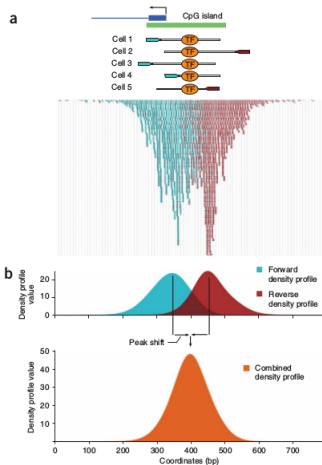 a
CpG island
Cell 1 TF
Cell 2 TF
Cell 3 TF
Cell 4 TF
Cell 5 TF
b
Density profile
value
20
10
0
Forward
density profile
Reverse
density profile
Peak shift
Density profile value
50
40
30
20
10
Combined
density profile
0 100 200 300 400 500 600 700
Coordinates (bp)